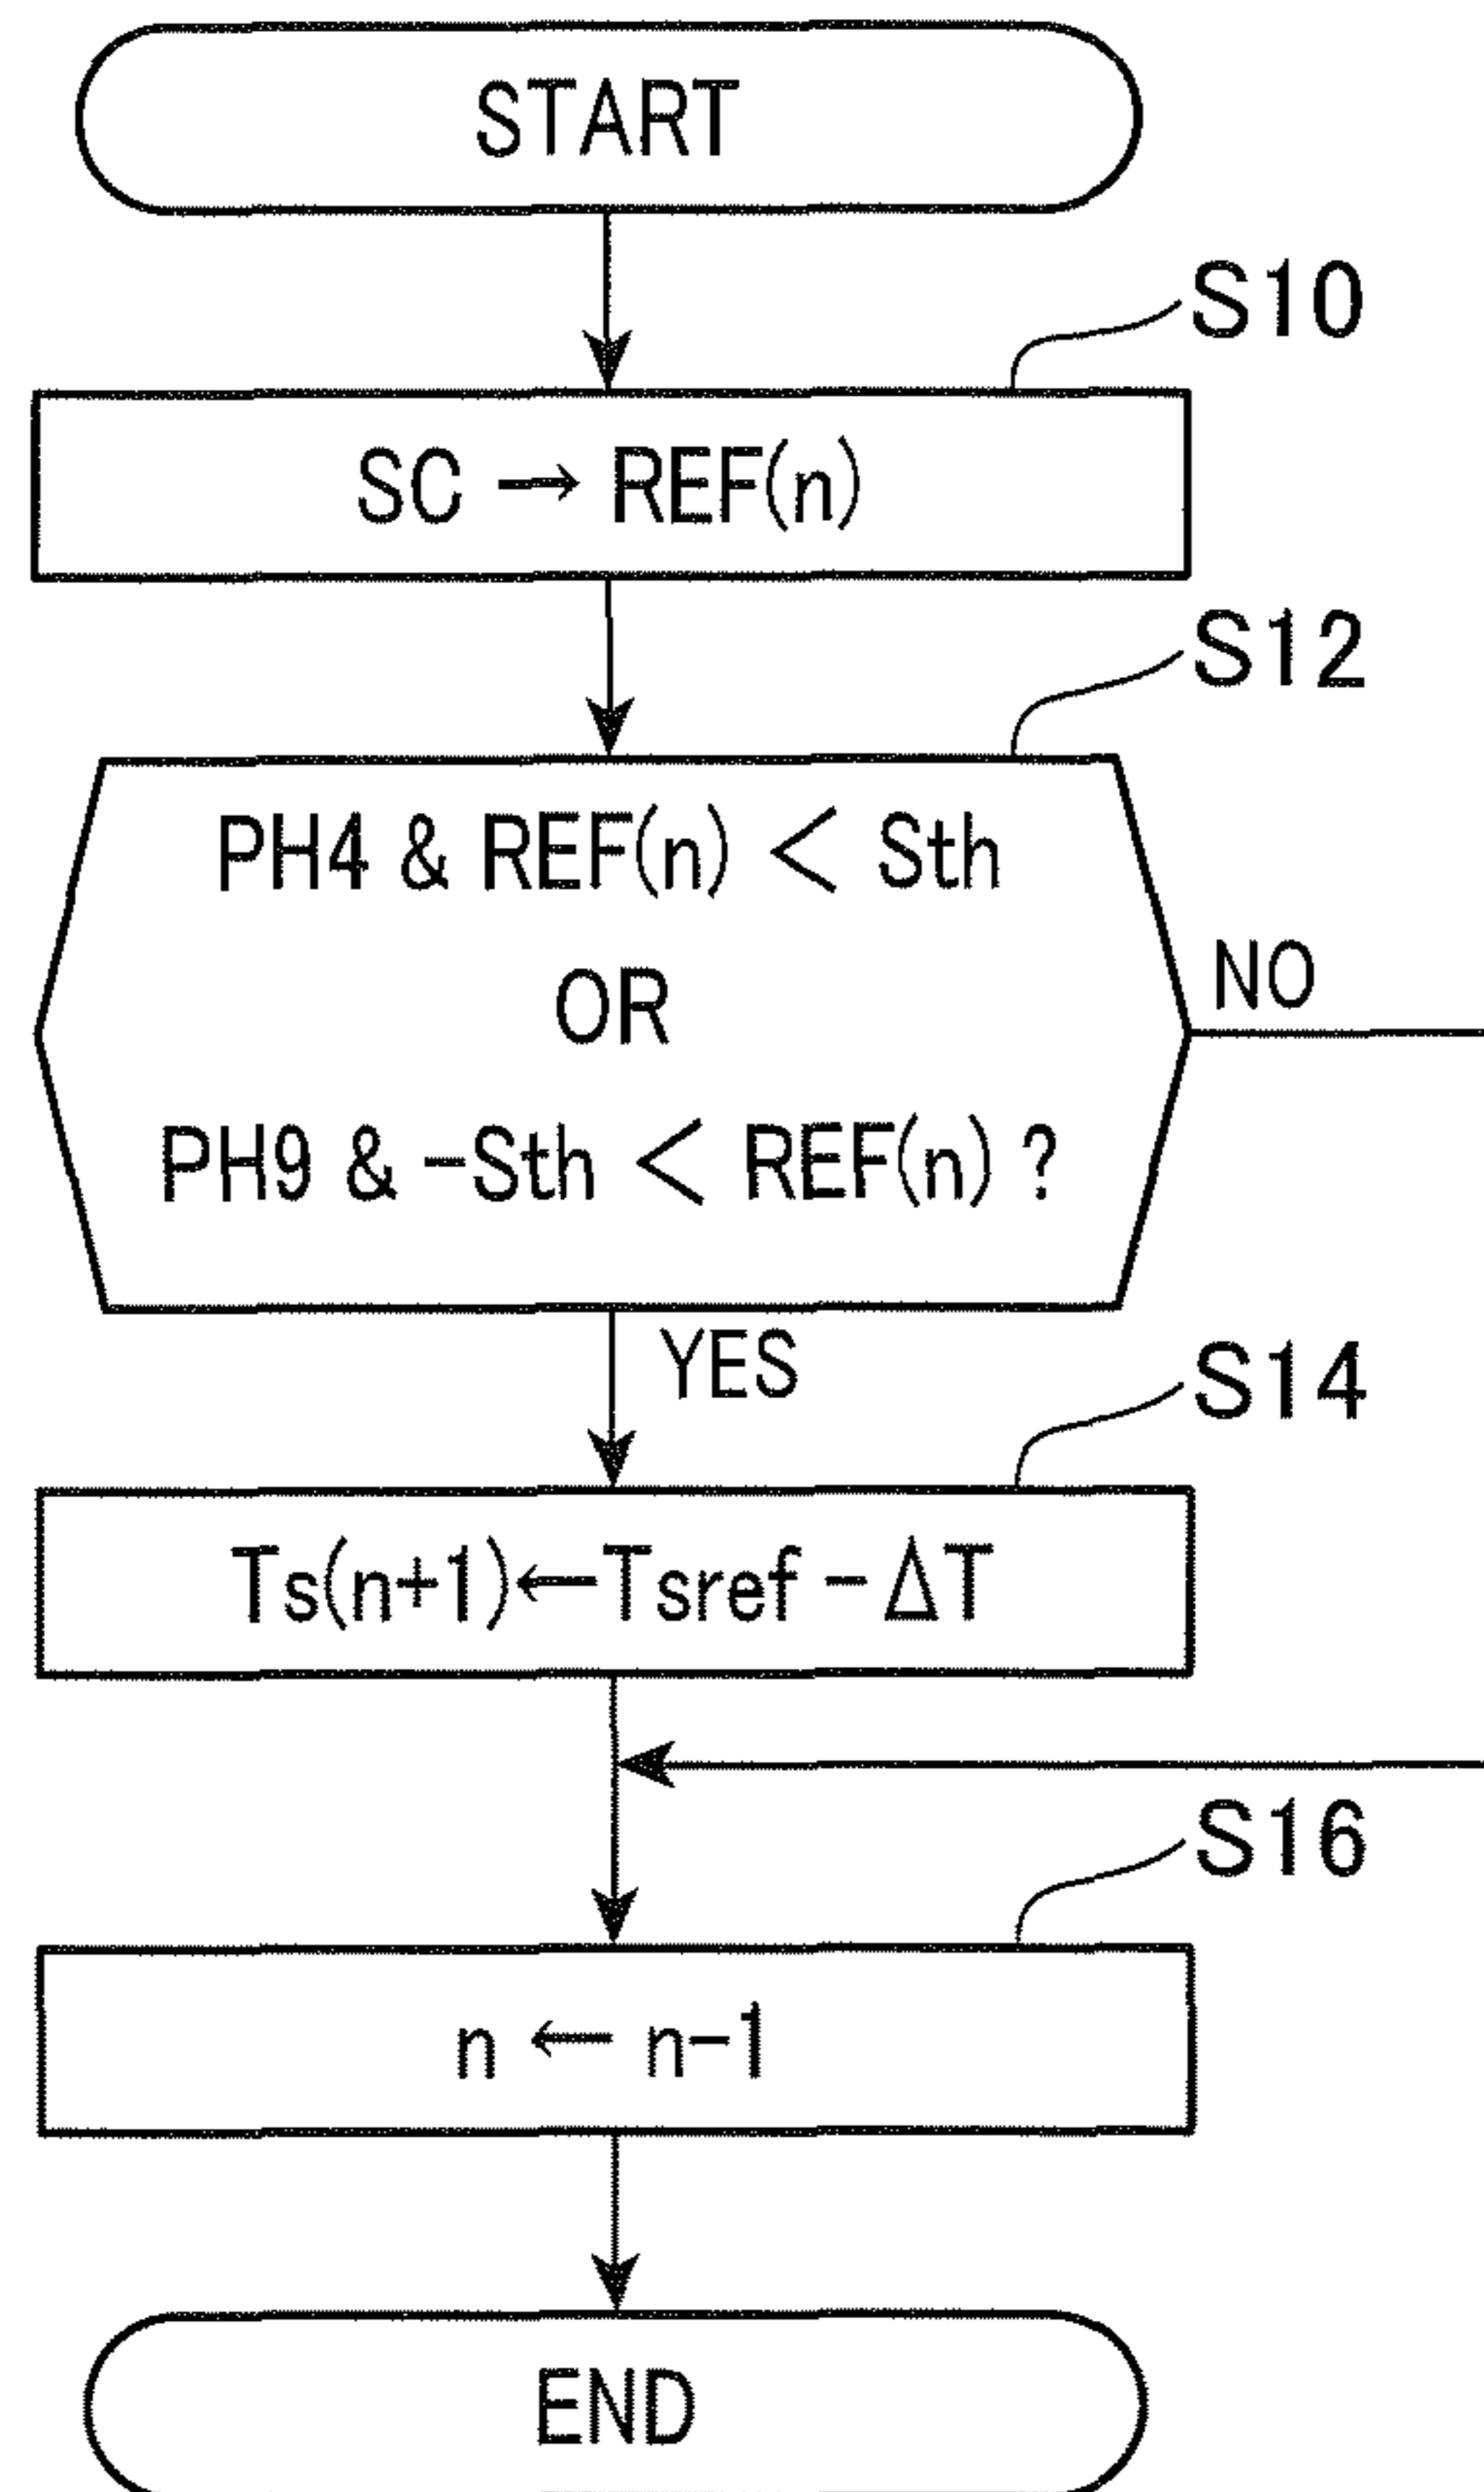 START
S10
SC → REF(n)
S12
PH4 & REF(n) < Sth
OR
PH9 & -Sth < REF(n) ?
NO
YES
S14
Ts(n+1)←Tsref-ΔT
S16
n ← n-1
END